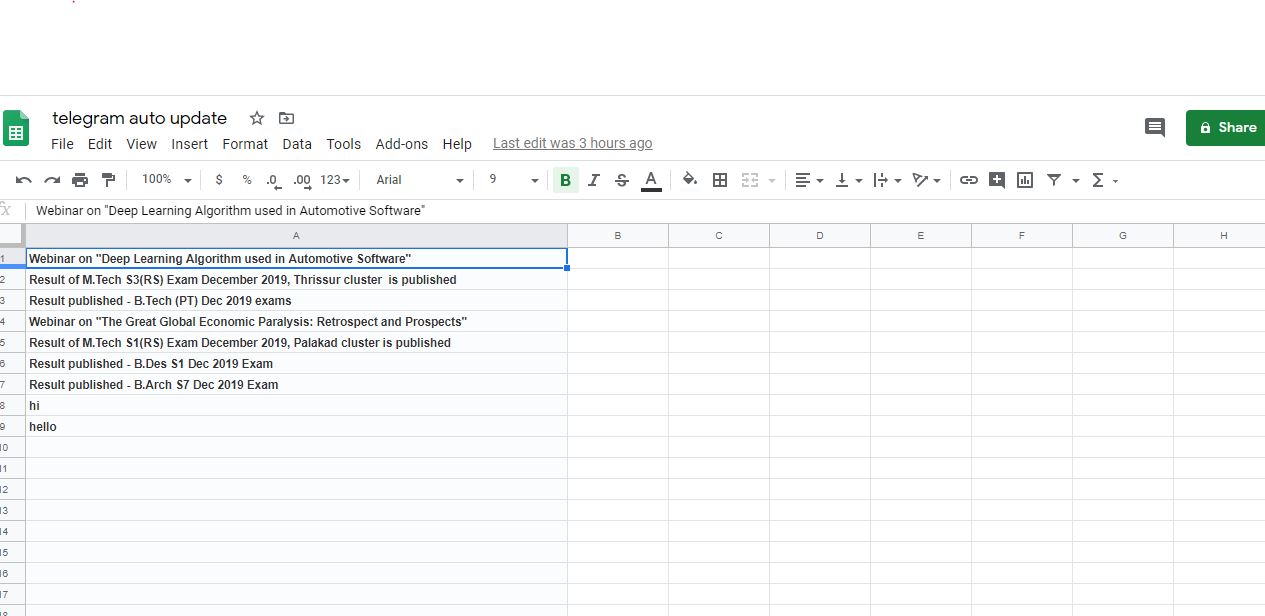 telegram auto update
File Edit View Insert Format Data Tools Add-ons Help Last edit was 3 hours ago
Share
100% $ % .0 .00 123 Arial 9 B I S A Σ
fx Webinar on "Deep Learning Algorithm used in Automotive Software"
A B C D E F G H
1 Webinar on "Deep Learning Algorithm used in Automotive Software"
2 Result of M.Tech S3(RS) Exam December 2019, Thrissur cluster  is published
3 Result published - B.Tech (PT) Dec 2019 exams
4 Webinar on "The Great Global Economic Paralysis: Retrospect and Prospects"
5 Result of M.Tech S1(RS) Exam December 2019, Palakad cluster is published
6 Result published - B.Des S1 Dec 2019 Exam
7 Result published - B.Arch S7 Dec 2019 Exam
8 hi
9 hello
10
11
12
13
14
15
16
17
18